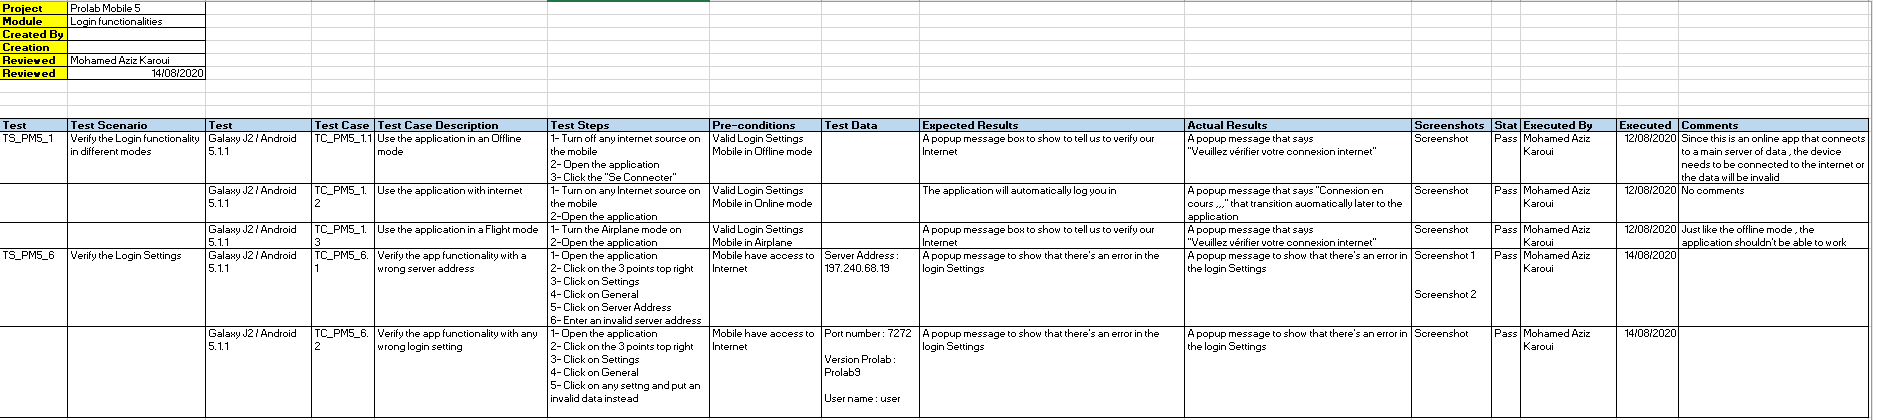 Project Prolab Mobile 5
Module Login functionalities
Created By
Creation
Reviewed Mohamed Aziz Karoui
Reviewed 14/08/2020
Test Test Scenario Test Test Case Test Case Description Test Steps Pre-conditions Test Data Expected Results Actual Results Screenshots Stat Executed By Executed Comments
TS_PM5_1 Verify the Login functionality Galaxy J2 / Android TC_PM5_1.1 Use the application in an Offline 1- Turn off any internet source on Valid Login Settings A popup message box to show to tell us to verify our A popup message that says Screenshot Pass Mohamed Aziz 12/08/2020 Since this is an online app that connects
in different modes 5.1.1 mode the mobile Mobile in Offline mode Internet "Veuillez vérifier votre connexion internet" Karoui to a main server of data , the device
2- Open the application needs to be connected to the internet or
3- Click the "Se Connecter" the data will be invalid
Galaxy J2 / Android TC_PM5_1. Use the application with internet 1- Turn on any Internet source on Valid Login Settings The application will automatically log you in A popup message that says "Connexion en Screenshot Pass Mohamed Aziz 12/08/2020 No comments
5.1.1 2 the mobile Mobile in Online mode cours ,,," that transition auomatically later to the Karoui
2-Open the application application
Galaxy J2 / Android TC_PM5_1. Use the application in a Flight mode 1- Turn the Airplane mode on Valid Login Settings A popup message box to show to tell us to verify our A popup message that says Screenshot Pass Mohamed Aziz 12/08/2020 Just like the offline mode , the
5.1.1 3 2-Open the application Mobile in Airplane Internet "Veuillez vérifier votre connexion internet" Karoui application shouldn't be able to work
TS_PM5_6 Verify the Login Settings Galaxy J2 / Android TC_PM5_6. Verify the app functionality with a 1- Open the application Mobile have access to Server Address : A popup message to show that there's an error in the A popup message to show that there's an error in Screenshot 1 Pass Mohamed Aziz 14/08/2020
5.1.1 1 wrong server address 2- Click on the 3 points top right Internet 197.240.68.19 login Settings the login Settings Karoui
3- Click on Settings
4- Click on General Screenshot 2
5- Click on Server Address
6- Enter an invalid server address
Galaxy J2 / Android TC_PM5_6. Verify the app functionality with any 1- Open the application Mobile have access to Port number : 7272 A popup message to show that there's an error in the A popup message to show that there's an error in Screenshot Pass Mohamed Aziz 14/08/2020
5.1.1 2 wrong login setting 2- Click on the 3 points top right Internet login Settings the login Settings Karoui
3- Click on Settings Version Prolab :
4- Click on General Prolab9
5- Click on any settng and put an
invalid data instead User name : user